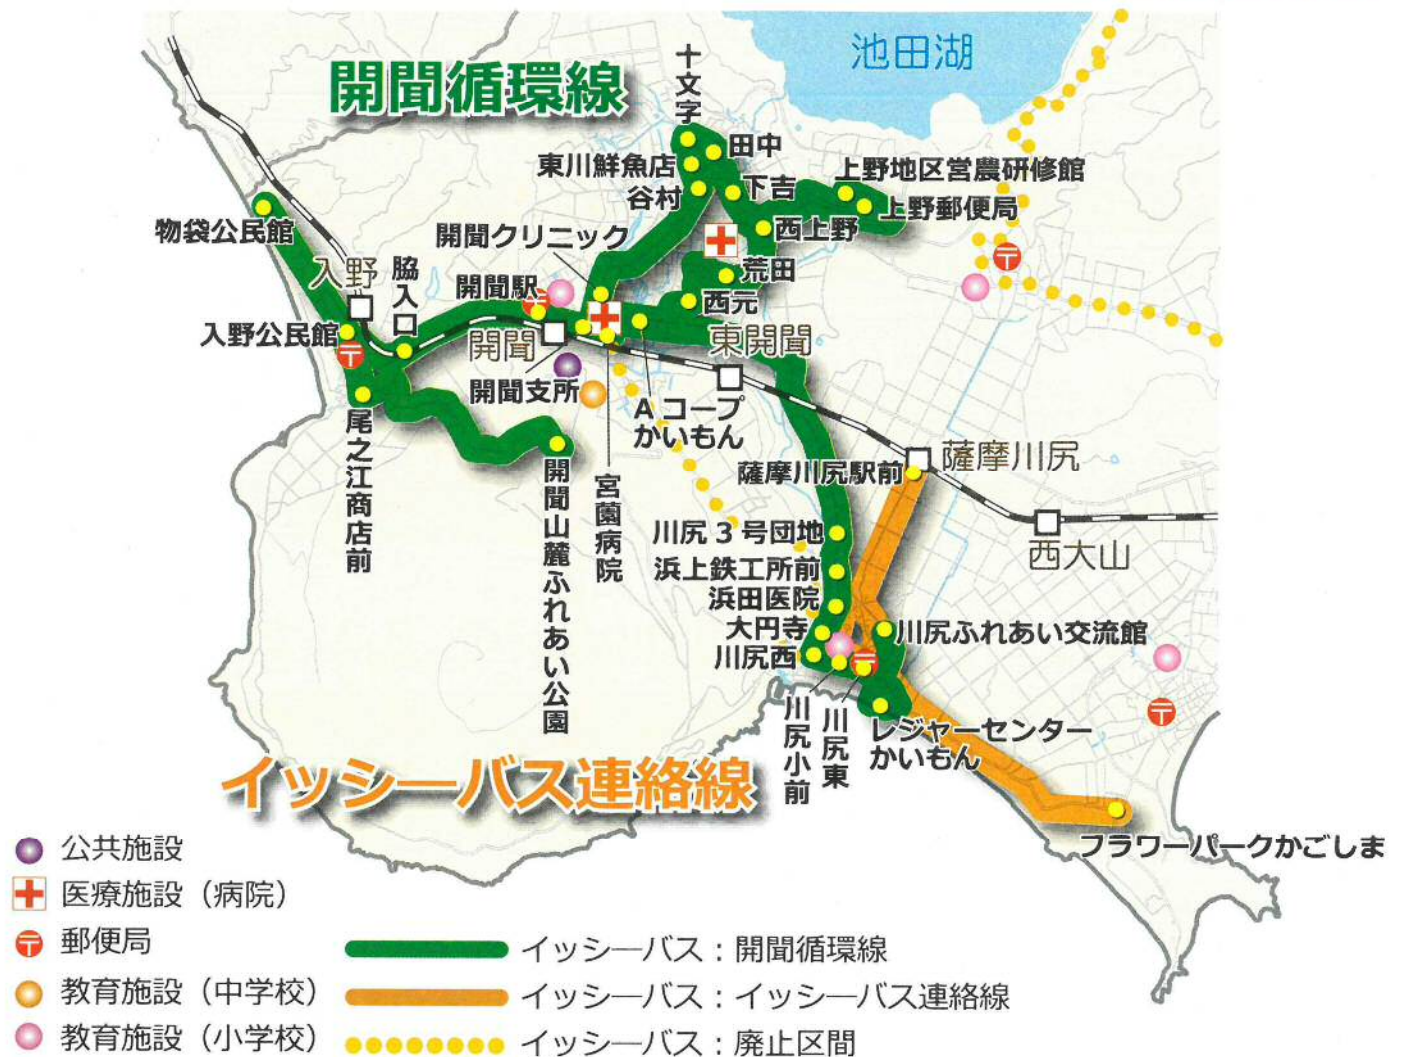 池田湖
開聞循環線
十文字
田中
東川鮮魚店
谷村
下吉
上野地区営農研修館
上野郵便局
西上野
物袋公民館
開聞クリニック
入野
脇入
開聞駅
荒田
西元
入野公民館
開聞
東開聞
開聞支所
Aコープ
かいもん
尾之江商店前
開聞山麓ふれあい公園
宮薗病院
薩摩川尻駅前
薩摩川尻
川尻3号団地
西大山
浜上鉄工所前
浜田医院
大円寺
川尻ふれあい交流館
川尻西
川尻小前
川尻東
レジャーセンター
かいもん
イッシーバス連絡線
フラワーパークかごしま
公共施設
医療施設（病院）
郵便局
教育施設（中学校）
教育施設（小学校）
イッシーバス：開聞循環線
イッシーバス：イッシーバス連絡線
イッシーバス：廃止区間